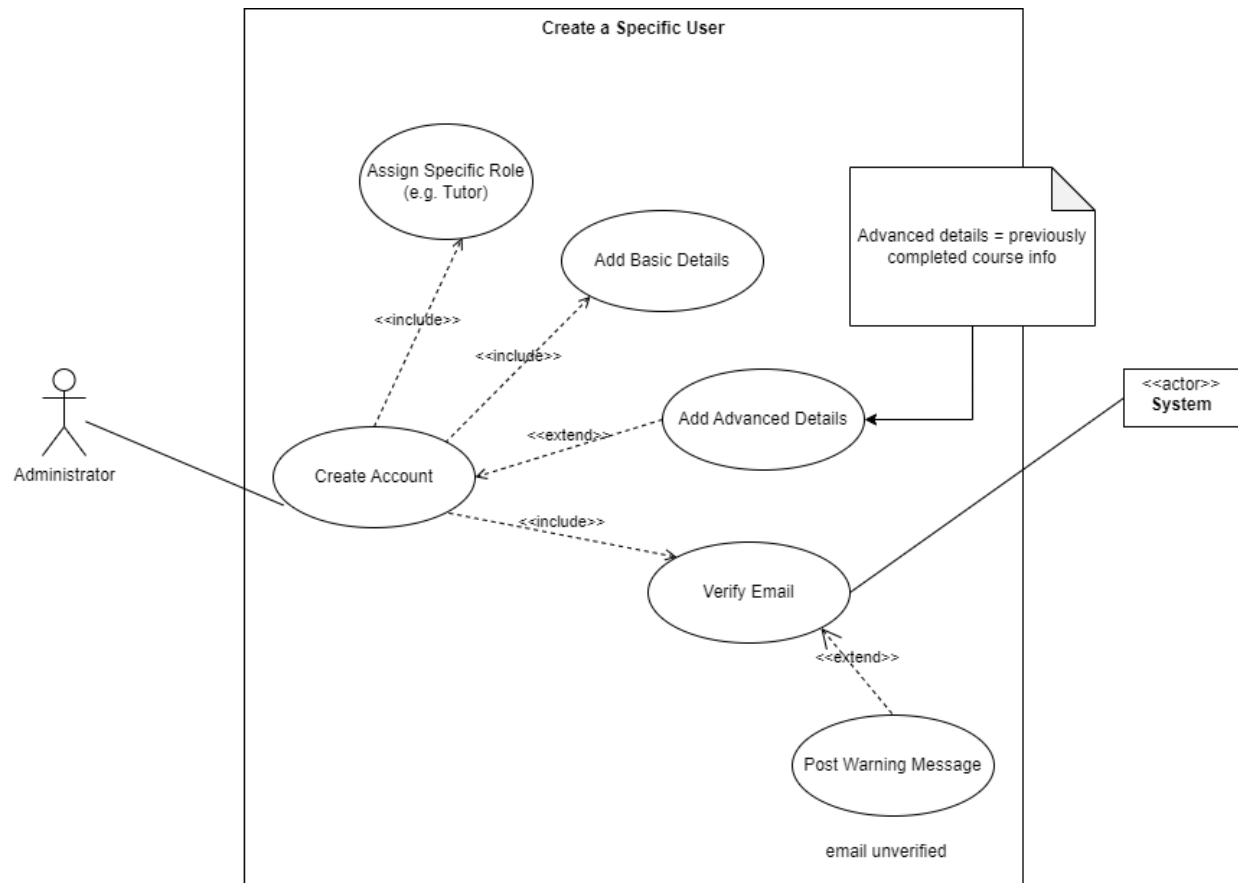 Create a Specific User
Assign Specific Role
(e.g. Tutor)
Add Basic Details
Advanced details = previously
completed course info
<<include>>
<<include>>
<<actor>>
System
Add Advanced Details
<<extend>>
Administrator
Create Account
<<include>>
Verify Email
<<extend>>
Post Warning Message
email unverified